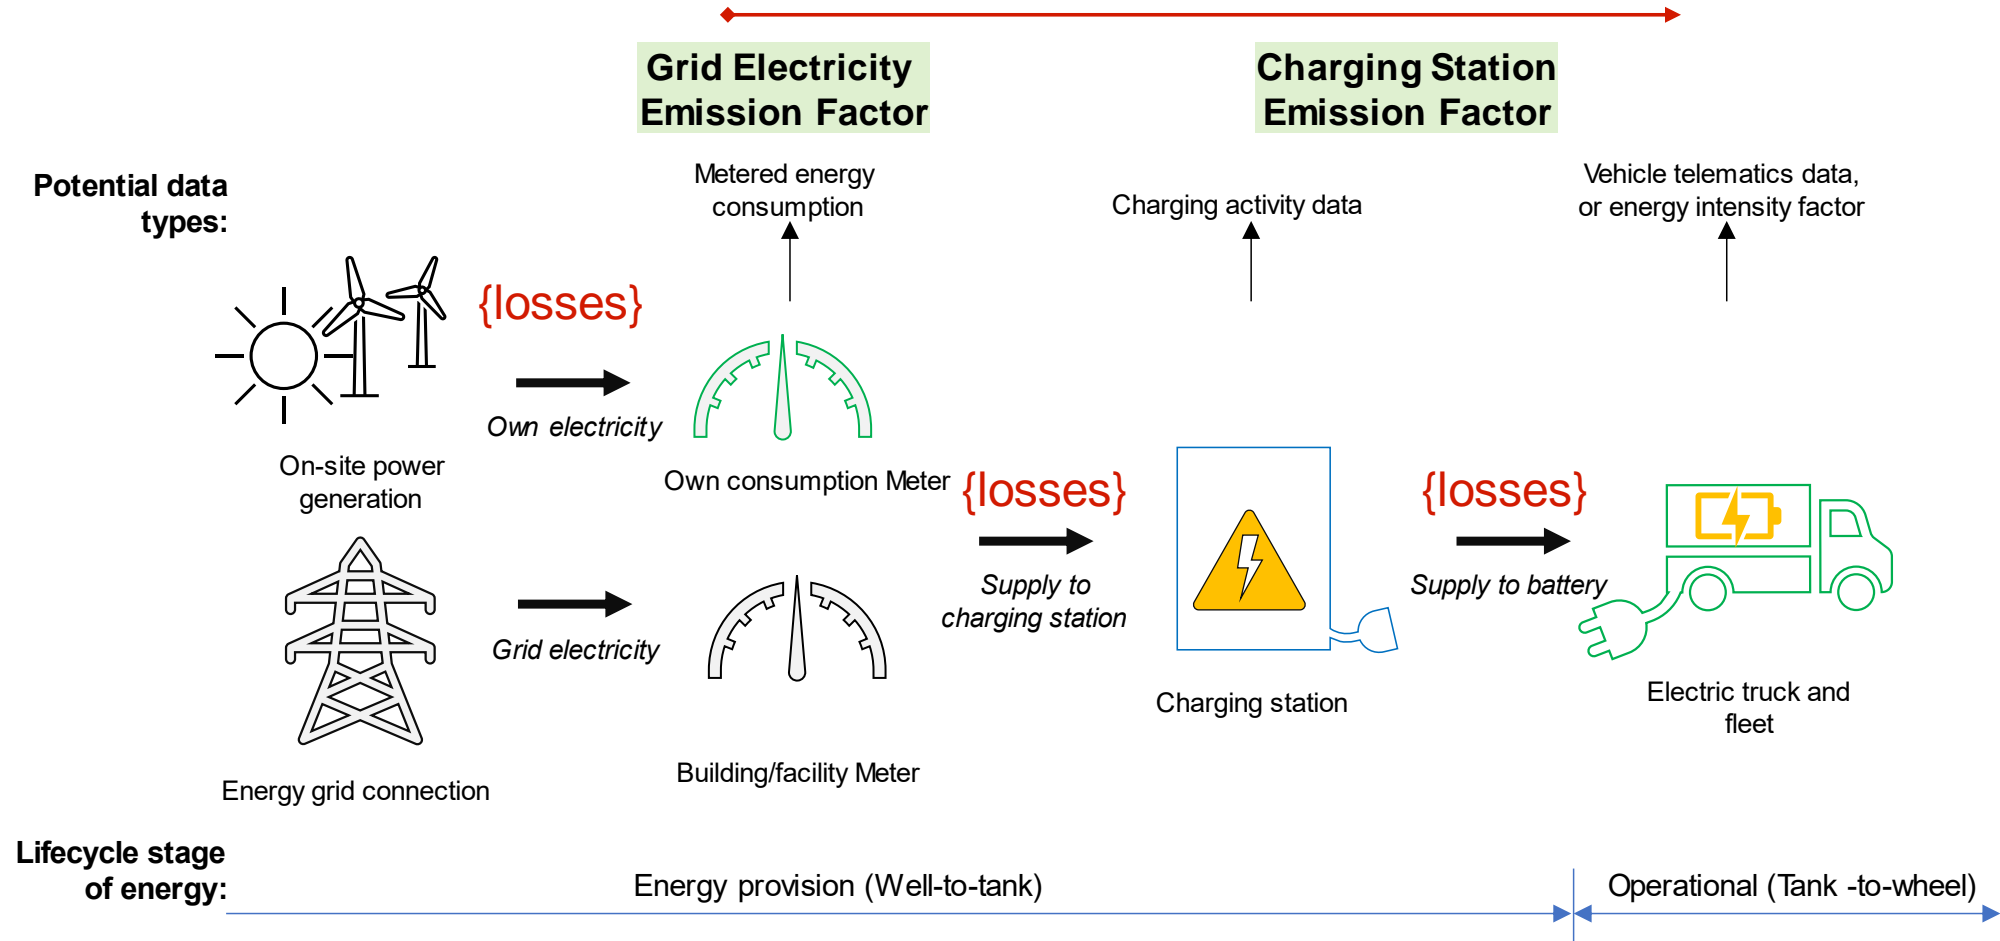 Grid Electricity
Emission Factor
Charging Station
Emission Factor
Potential data
types:
Metered energy
consumption
Charging activity data
Vehicle telematics data,
or energy intensity factor
{losses}
Own electricity
On-site power
generation
Own consumption Meter
{losses}
Supply to
charging station
{losses}
Supply to battery
Grid electricity
Energy grid connection
Building/facility Meter
Charging station
Electric truck and
fleet
Lifecycle stage
of energy:
Energy provision (Well-to-tank)
Operational (Tank -to-wheel)